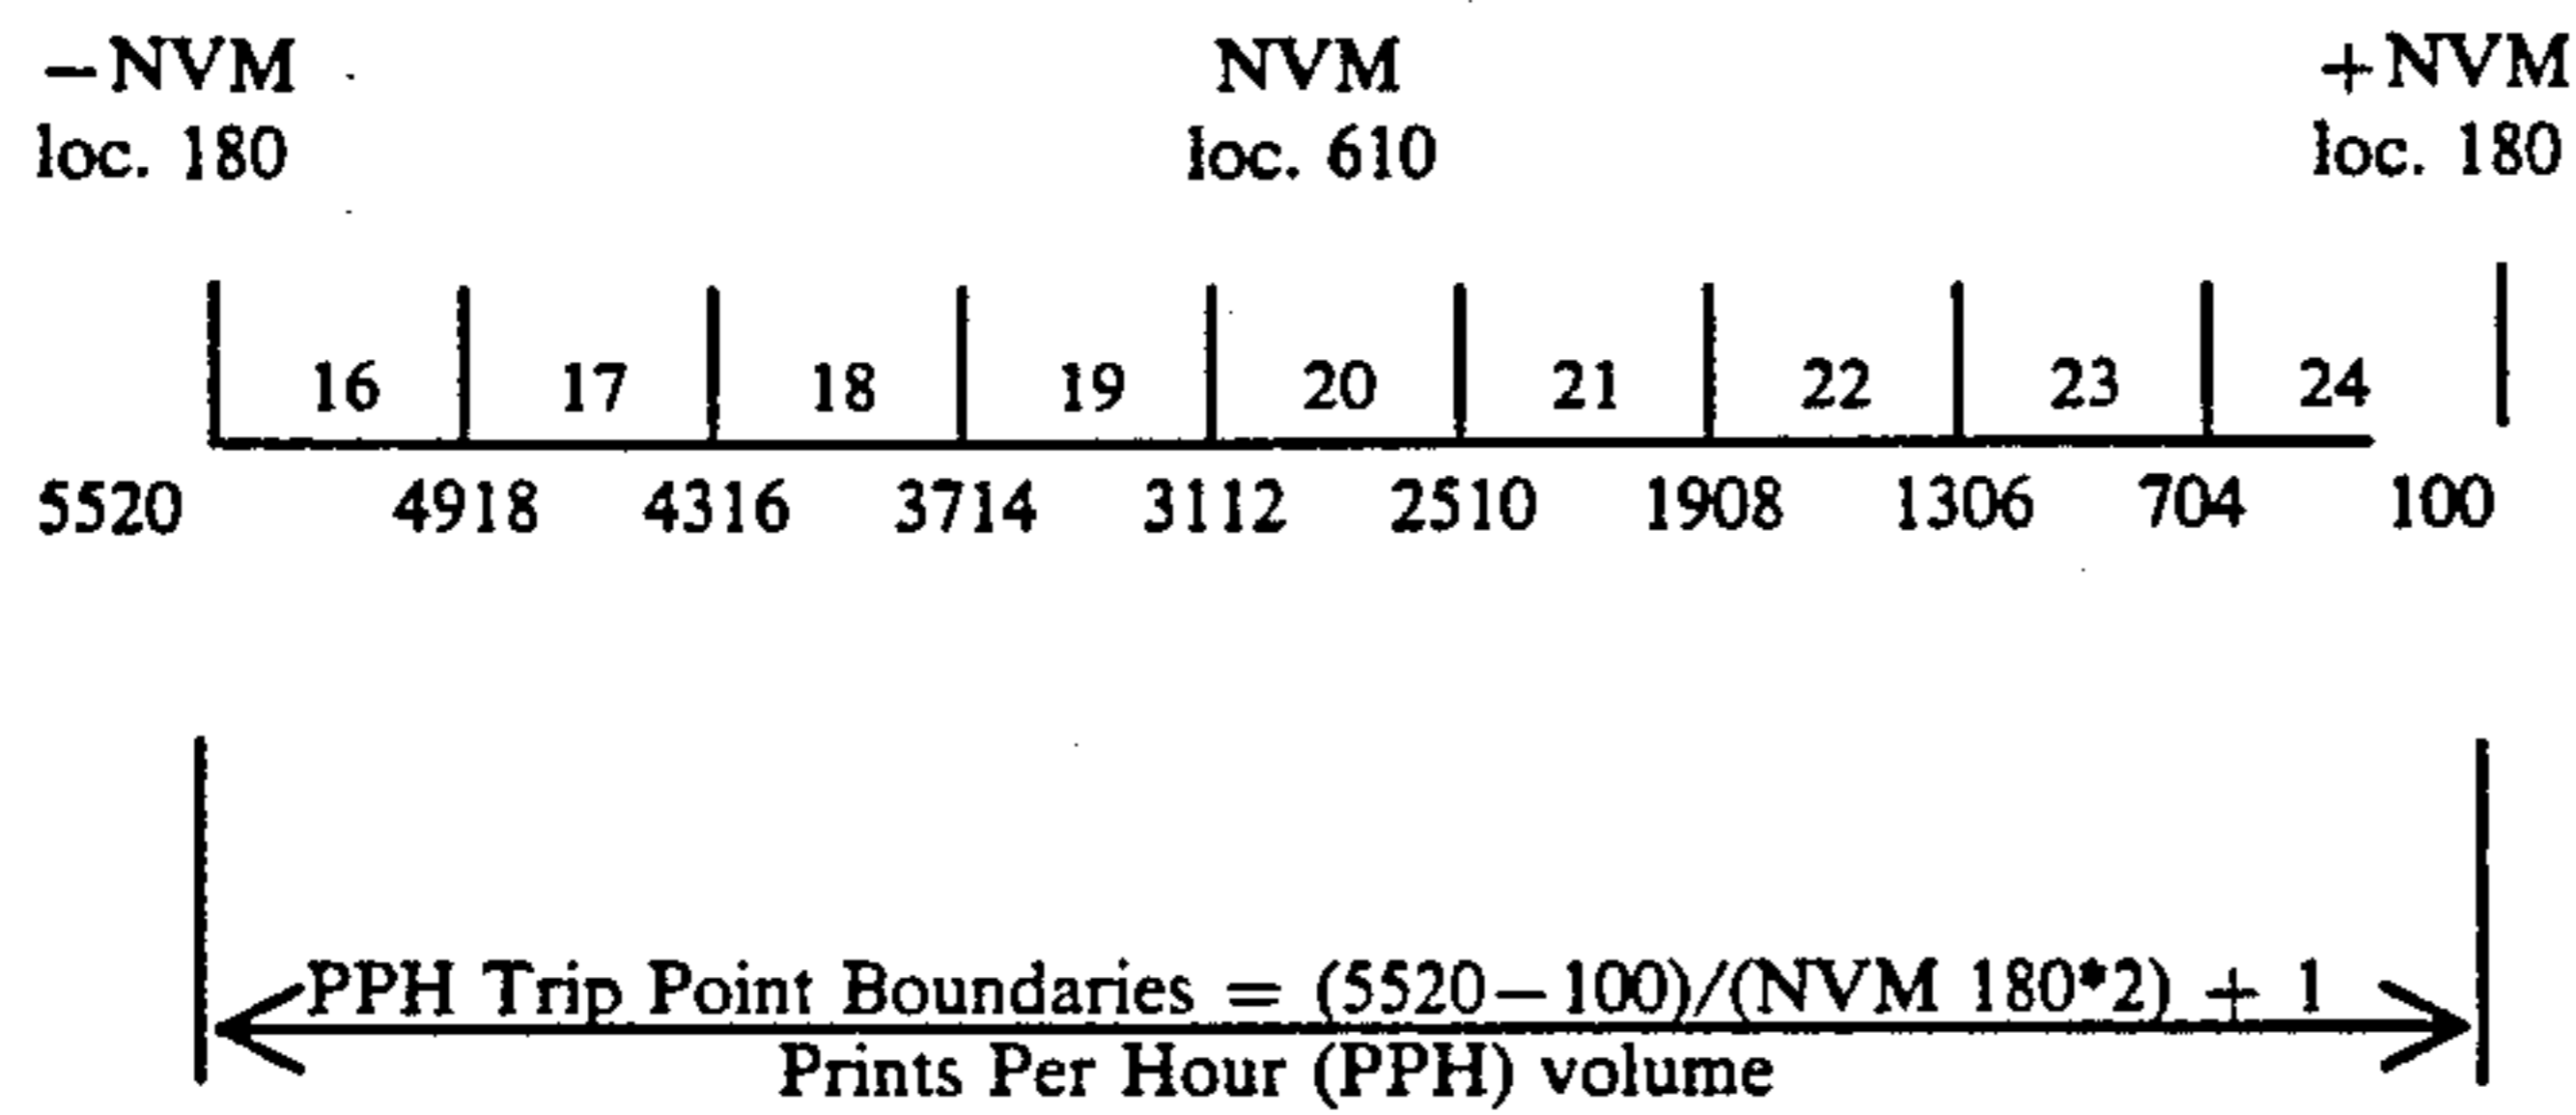 −NVM NVM +NVM
loc. 180 loc. 610 loc. 180
16 17 18 19 20 21 22 23 24
5520 4918 4316 3714 3112 2510 1908 1306 704 100
PPH Trip Point Boundaries = (5520−100)/(NVM 180*2) + 1
Prints Per Hour (PPH) volume